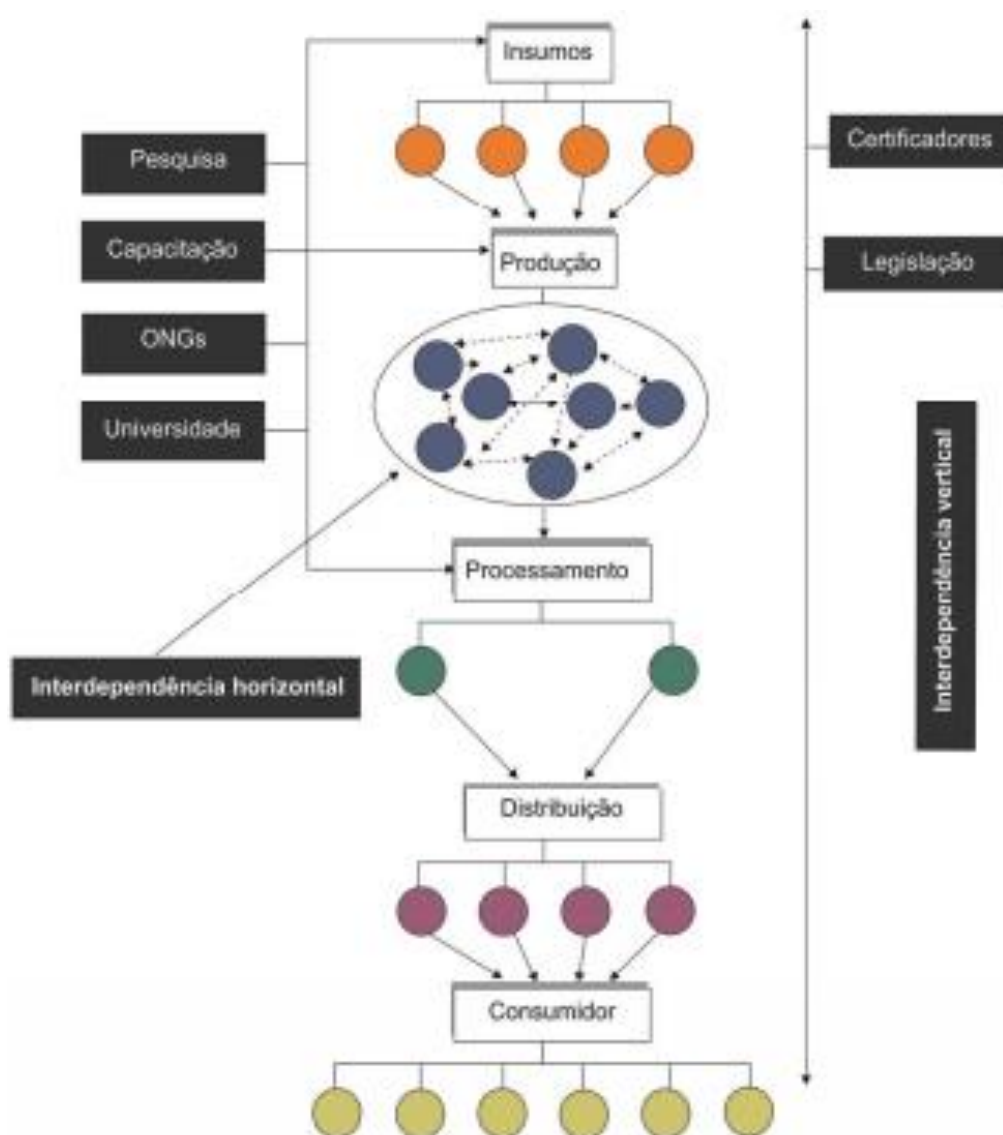 Insumos
Certificadores
Pesquisa
Capacitação
Produção
Legislação
ONGs
Universidade
Interdependência vertical
Processamento
Interdependência horizontal
Distribuição
Consumidor